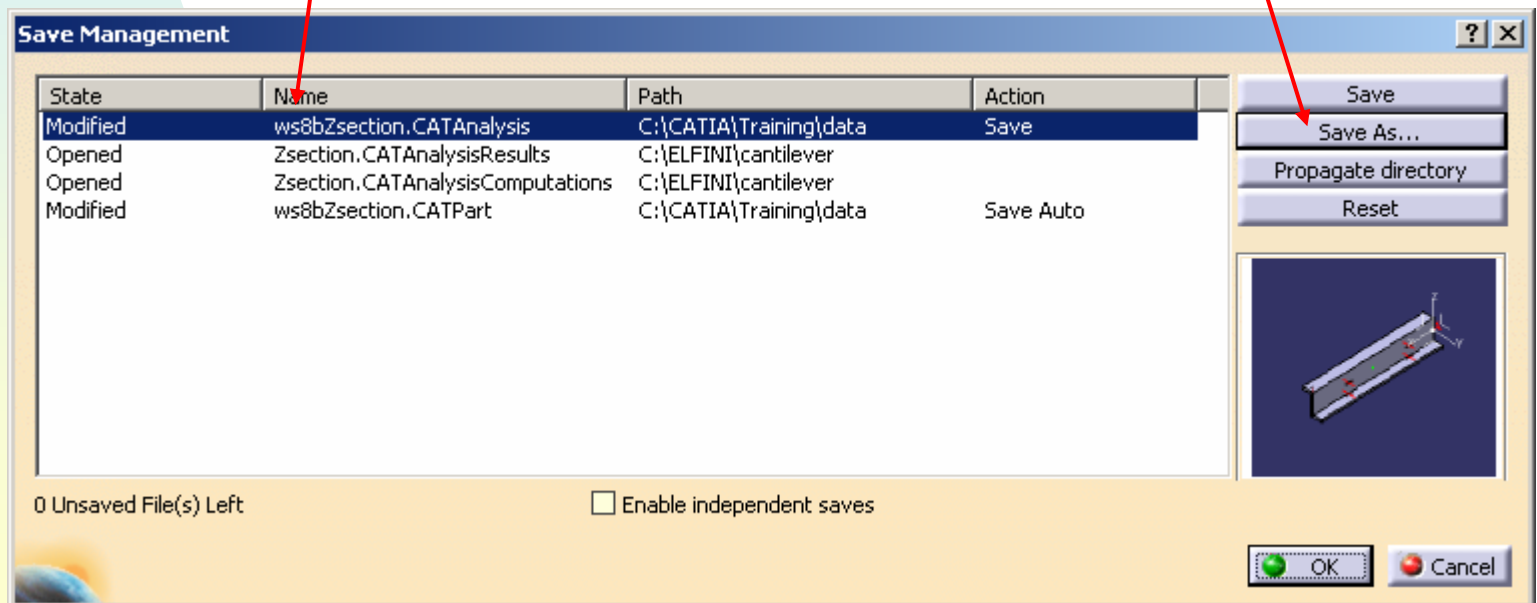 Save Management
State Name Path Action
Modified ws8bZsection.CATAnalysis C:\CATIA\Training\data Save
Opened Zsection.CATAnalysisResults C:\ELFINI\cantilever
Opened Zsection.CATAnalysisComputations C:\ELFINI\cantilever
Modified ws8bZsection.CATPart C:\CATIA\Training\data Save Auto
Save
Save As...
Propagate directory
Reset
z
y
0 Unsaved File(s) Left
Enable independent saves
OK Cancel